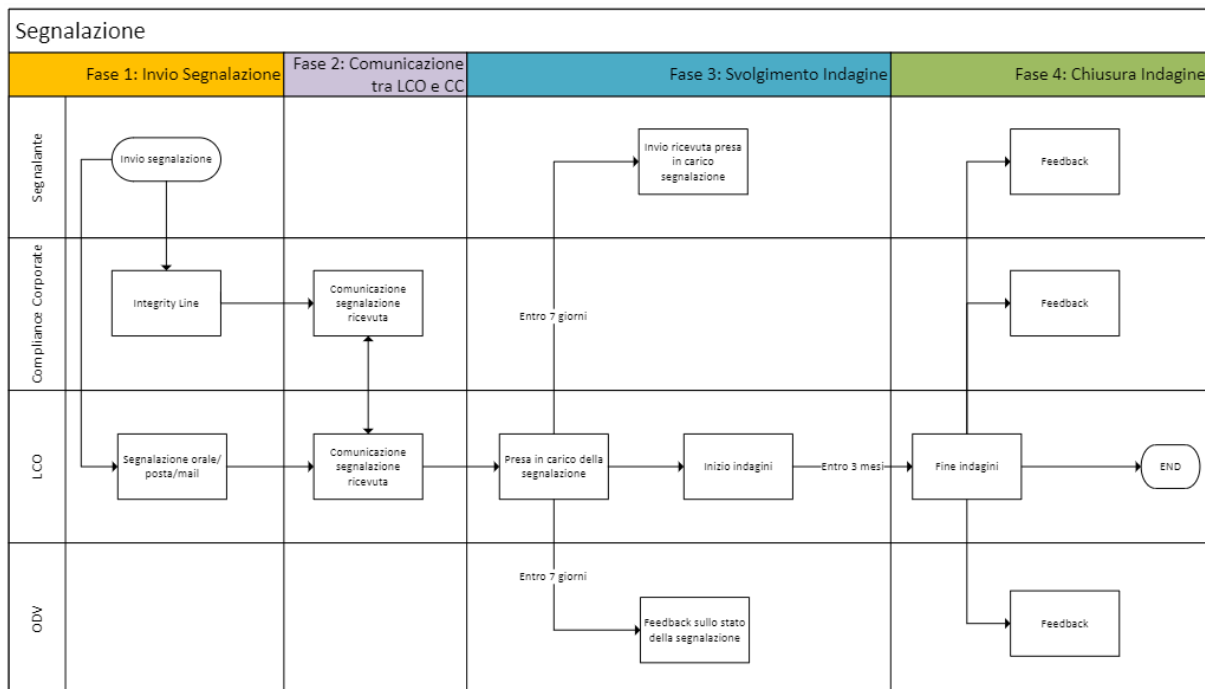 Segnalazione
Fase 1: Invio Segnalazione
Fase 2: Comunicazione
tra LCO e CC
Fase 3: Svolgimento Indagine
Fase 4: Chiusura Indagine
Segnalante
Invio segnalazione
Invio ricevuta presa
in carico
segnalazione
Feedback
Compliance Corporate
Integrity Line
Comunicazione
segnalazione
ricevuta
Entro 7 giorni
Feedback
LCO
Segnalazione orale/
posta/mail
Comunicazione
segnalazione
ricevuta
Presa in carico della
segnalazione
Inizio indagini
Entro 3 mesi
Fine indagini
END
ODV
Entro 7 giorni
Feedback sullo stato
della segnalazione
Feedback